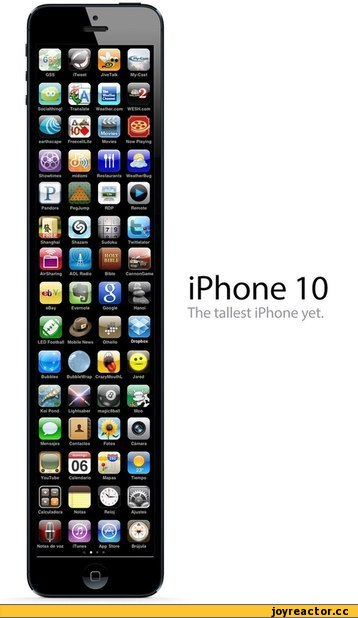 GSS iTweet JiveTalk My-Cast
Socialthing! Translate Weather.com WESH.com
earthscape FreecellLite Movies Now Playing
Showtimes midomi Restaurants WeatherBug
Pandora PegJump RDP Remote
Shanghai Shazam Sudoku Twittelator
AirSharing AOL Radio Bible CannonGame
eBay Evernote Google Heroi
LED Football Mobile News Othello Dropbox
Bubbles BubbleWrap CrazyMouthL Jared
Koi Pond Lightsaber magic8ball Woo
Mensajes Contactos Fotos Cámara
YouTube Calendario Mapas Tiempo
Calculadora Notas Reloj Ajustes
Notas de voz iTunes App Store Brújula
iPhone 10
The tallest iPhone yet.
joyreactor.cc